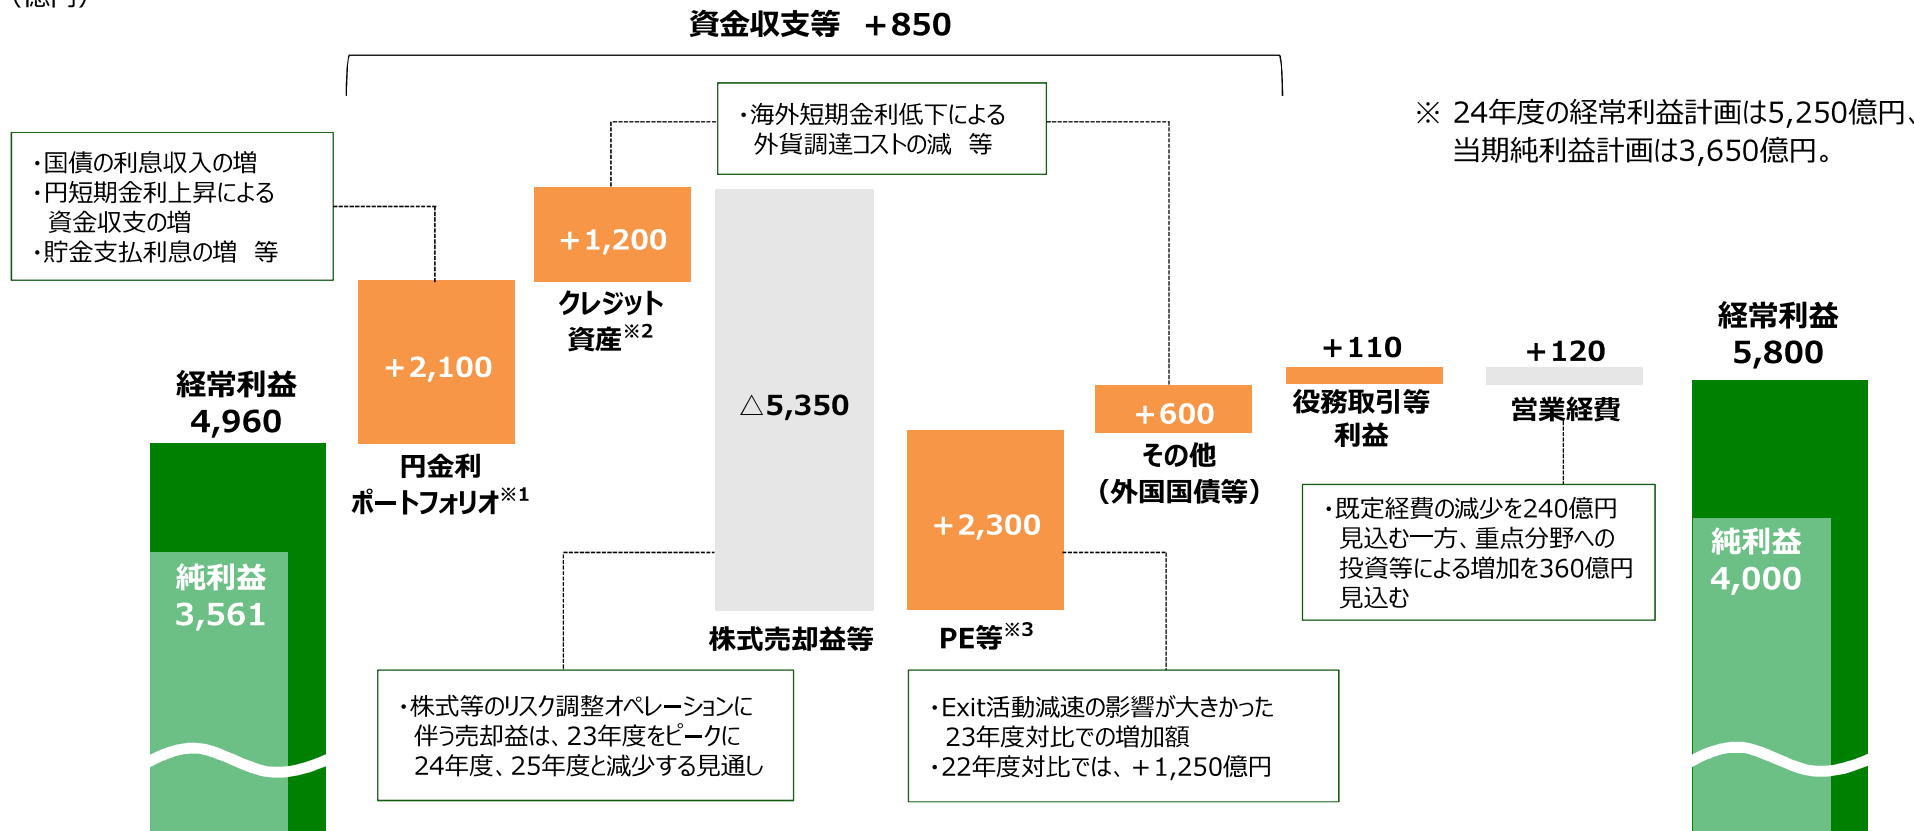 （億円）
資金収支等 +850
・海外短期金利低下による
外貨調達コストの減 等
※ 24年度の経常利益計画は5,250億円、
当期純利益計画は3,650億円。
・国債の利息収入の増
・円短期金利上昇による
資金収支の増
・貯金支払利息の増 等
+1,200
クレジット
資産※2
+2,100
円金利
ポートフォリオ※1
経常利益
4,960
純利益
3,561
△5,350
株式売却益等
+2,300
PE等※3
+600
その他
（外国国債等）
+110
役務取引等
利益
+120
営業経費
経常利益
5,800
純利益
4,000
・既定経費の減少を240億円
見込む一方、重点分野への
投資等による増加を360億円
見込む
・株式等のリスク調整オペレーションに
伴う売却益は、23年度をピークに
24年度、25年度と減少する見通し
・Exit活動減速の影響が大きかった
23年度対比での増加額
・22年度対比では、+1,250億円